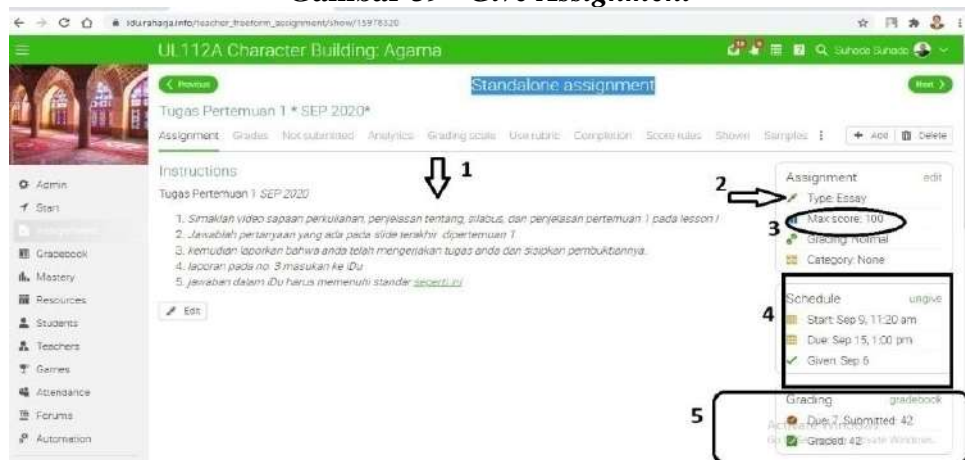 Gambar 39 Give Assignment
idurahaga.info/teacher_freeform_assignment/show/15978320
UL112A Character Building: Agama
Suhada Suhada
Previous
Standalone assignment
Next
Tugas Pertemuan 1 * SEP 2020*
Assignment Grades Not submitted Analytics Grading scale Use rubric Completion Score rules Shown Samples
+ Add Delete
Instructions
Tugas Pertemuan 1 SEP 2020
1. Simaklah video sapaan perkuliahan, penjelasan tentang, silabus, dan penjelasan pertemuan 1 pada lesson I
2. Jawablah pertanyaan yang ada pada slide terakhir dipertemuan 1
3. kemudian laporkan bahwa anda telah mengerjakan tugas anda dan sisipkan pembuktiannya.
4. laporan pada no. 3 masukan ke iDu
5. jawaban dalam iDu harus memenuhi standar seperti ini
Edit
1
2
3
4
5
Admin
Start
Gradebook
Mastery
Resources
Students
Teachers
Games
Attendance
Forums
Automation
Assignment edit
Type: Essay
Max score: 100
Grading: Normal
Category: None
Schedule ungive
Start: Sep 9, 11:20 am
Due: Sep 15, 1:00 pm
Given: Sep 6
Grading gradebook
Due: 7, Submitted: 42
Graded: 42